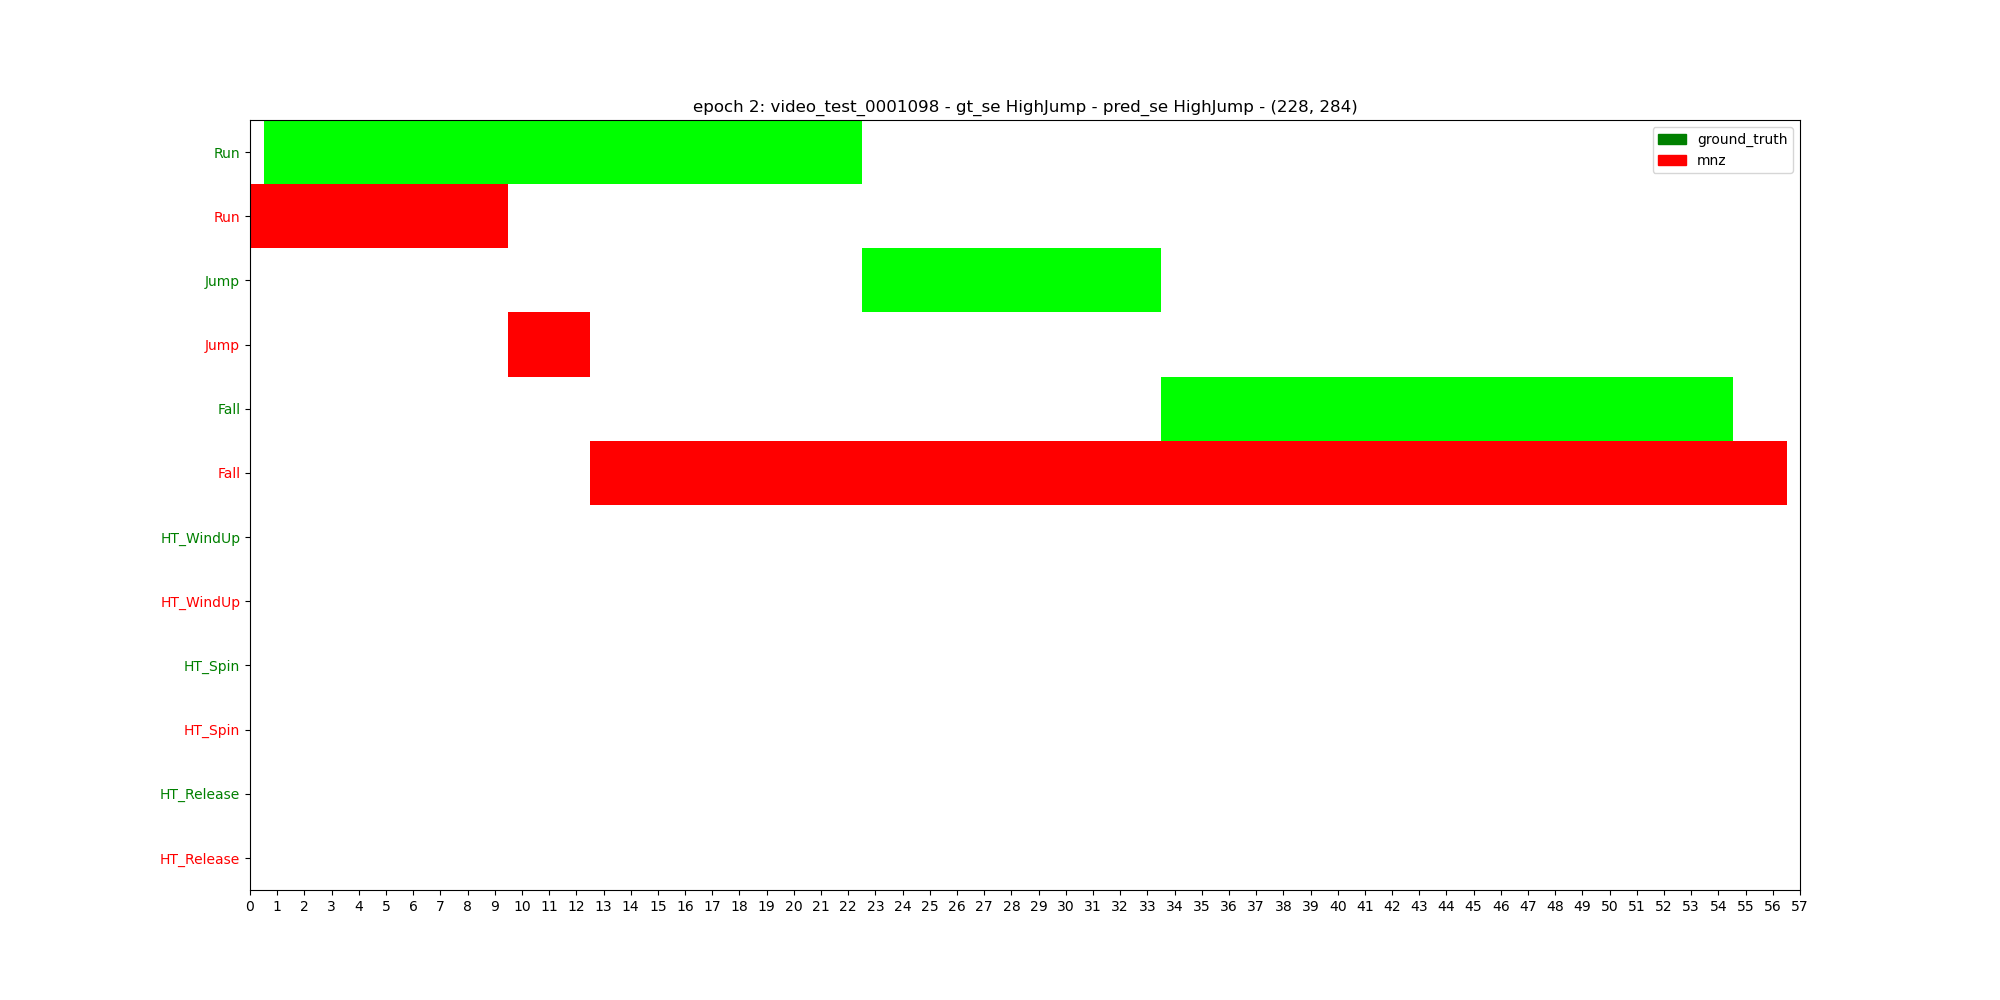 epoch 2: video_test_0001098 - gt_se HighJump - pred_se HighJump - (228, 284)
ground_truth
mnz
Run
Run
Jump
Jump
Fall
Fall
HT_WindUp
HT_WindUp
HT_Spin
HT_Spin
HT_Release
HT_Release
0 1 2 3 4 5 6 7 8 9 10 11 12 13 14 15 16 17 18 19 20 21 22 23 24 25 26 27 28 29 30 31 32 33 34 35 36 37 38 39 40 41 42 43 44 45 46 47 48 49 50 51 52 53 54 55 56 57